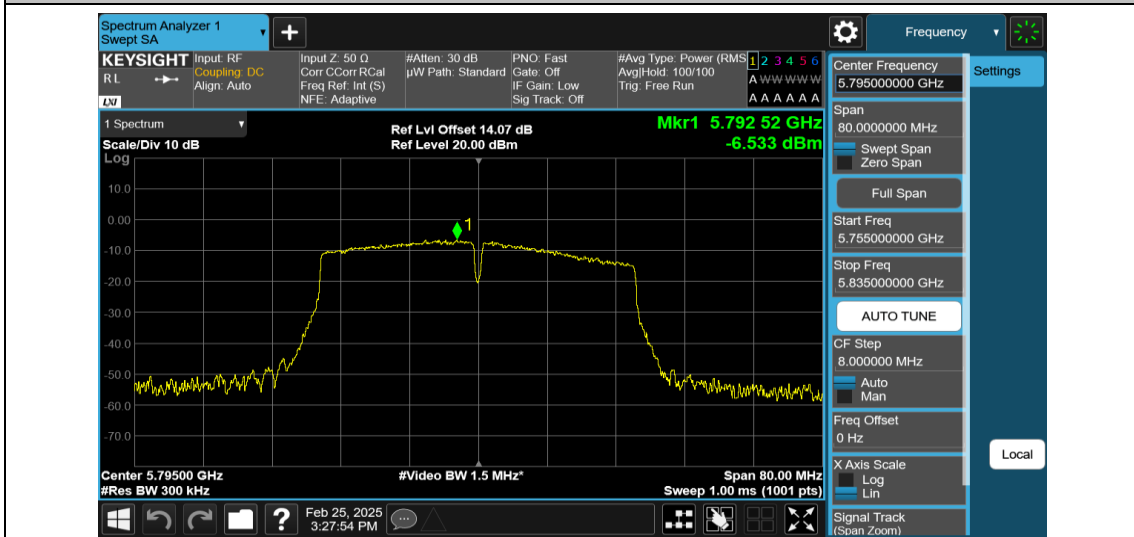 Spectrum Analyzer 1
Swept SA
+
Frequency
KEYSIGHT
R L
LXI
Input: RF
Coupling: DC
Align: Auto
Input Z: 50 Ω
Corr CCorr RCal
Freq Ref: Int (S)
NFE: Adaptive
#Atten: 30 dB
µW Path: Standard
PNO: Fast
Gate: Off
IF Gain: Low
Sig Track: Off
#Avg Type: Power (RMS
Avg|Hold: 100/100
Trig: Free Run
1 2 3 4 5 6
A W W W W W
A A A A A A
1 Spectrum
Scale/Div 10 dB
Log
Ref Lvl Offset 14.07 dB
Ref Level 20.00 dBm
Mkr1 5.792 52 GHz
-6.533 dBm
10.0
0.00
-10.0
-20.0
-30.0
-40.0
-50.0
-60.0
-70.0
1
Center 5.79500 GHz
#Res BW 300 kHz
#Video BW 1.5 MHz*
Span 80.00 MHz
Sweep 1.00 ms (1001 pts)
?
Feb 25, 2025
3:27:54 PM
Center Frequency
5.795000000 GHz
Span
80.0000000 MHz
Swept Span
Zero Span
Full Span
Start Freq
5.755000000 GHz
Stop Freq
5.835000000 GHz
AUTO TUNE
CF Step
8.000000 MHz
Auto
Man
Freq Offset
0 Hz
X Axis Scale
Log
Lin
Signal Track
(Span Zoom)
Settings
Local